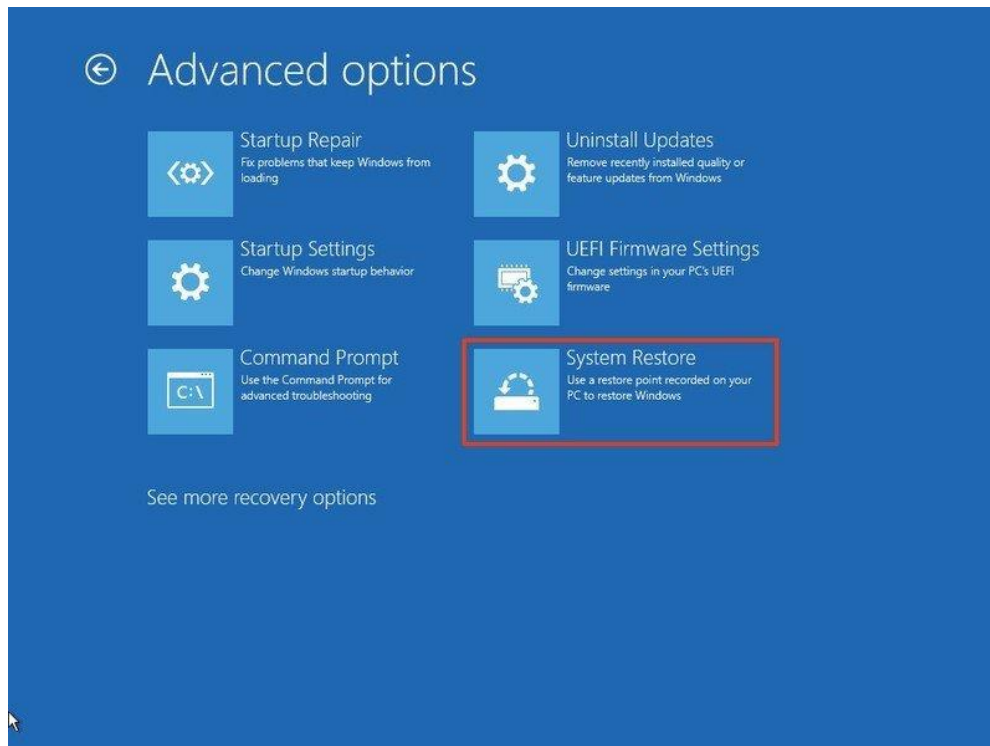 Advanced options
Startup Repair
Fix problems that keep Windows from
loading
Uninstall Updates
Remove recently installed quality or
feature updates from Windows
Startup Settings
Change Windows startup behavior
UEFI Firmware Settings
Change settings in your PC's UEFI
firmware
Command Prompt
Use the Command Prompt for
advanced troubleshooting
C:\
System Restore
Use a restore point recorded on your
PC to restore Windows
See more recovery options